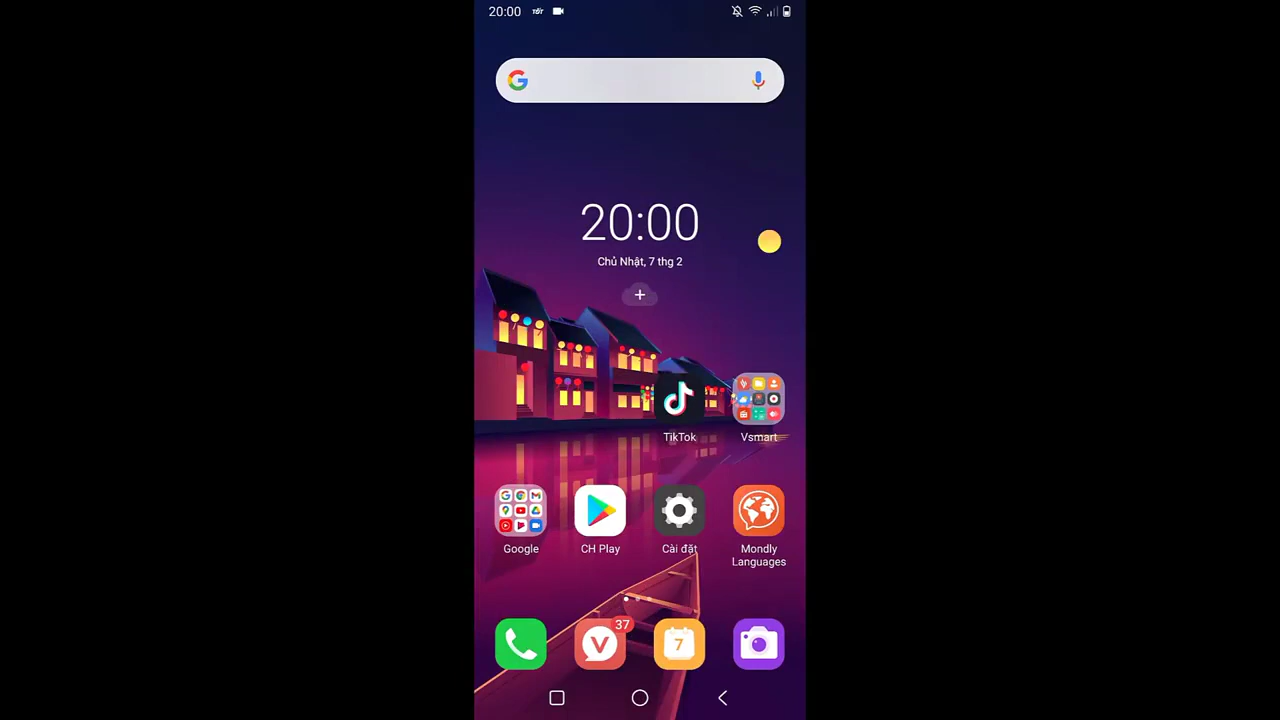 20:00
20:00
Chủ Nhật, 7 thg 2
TikTok
Vsmart
Google
CH Play
Cài đặt
Mondly
Languages
37
7